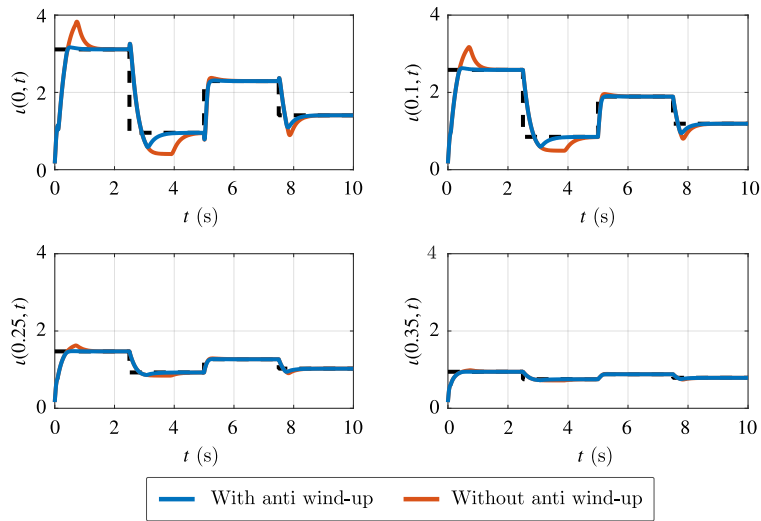 4
2
0
ι(0, t)
0 2 4 6 8 10
t (s)
4
2
0
ι(0.1, t)
0 2 4 6 8 10
t (s)
4
2
0
ι(0.25, t)
0 2 4 6 8 10
t (s)
4
2
0
ι(0.35, t)
0 2 4 6 8 10
t (s)
With anti wind-up Without anti wind-up